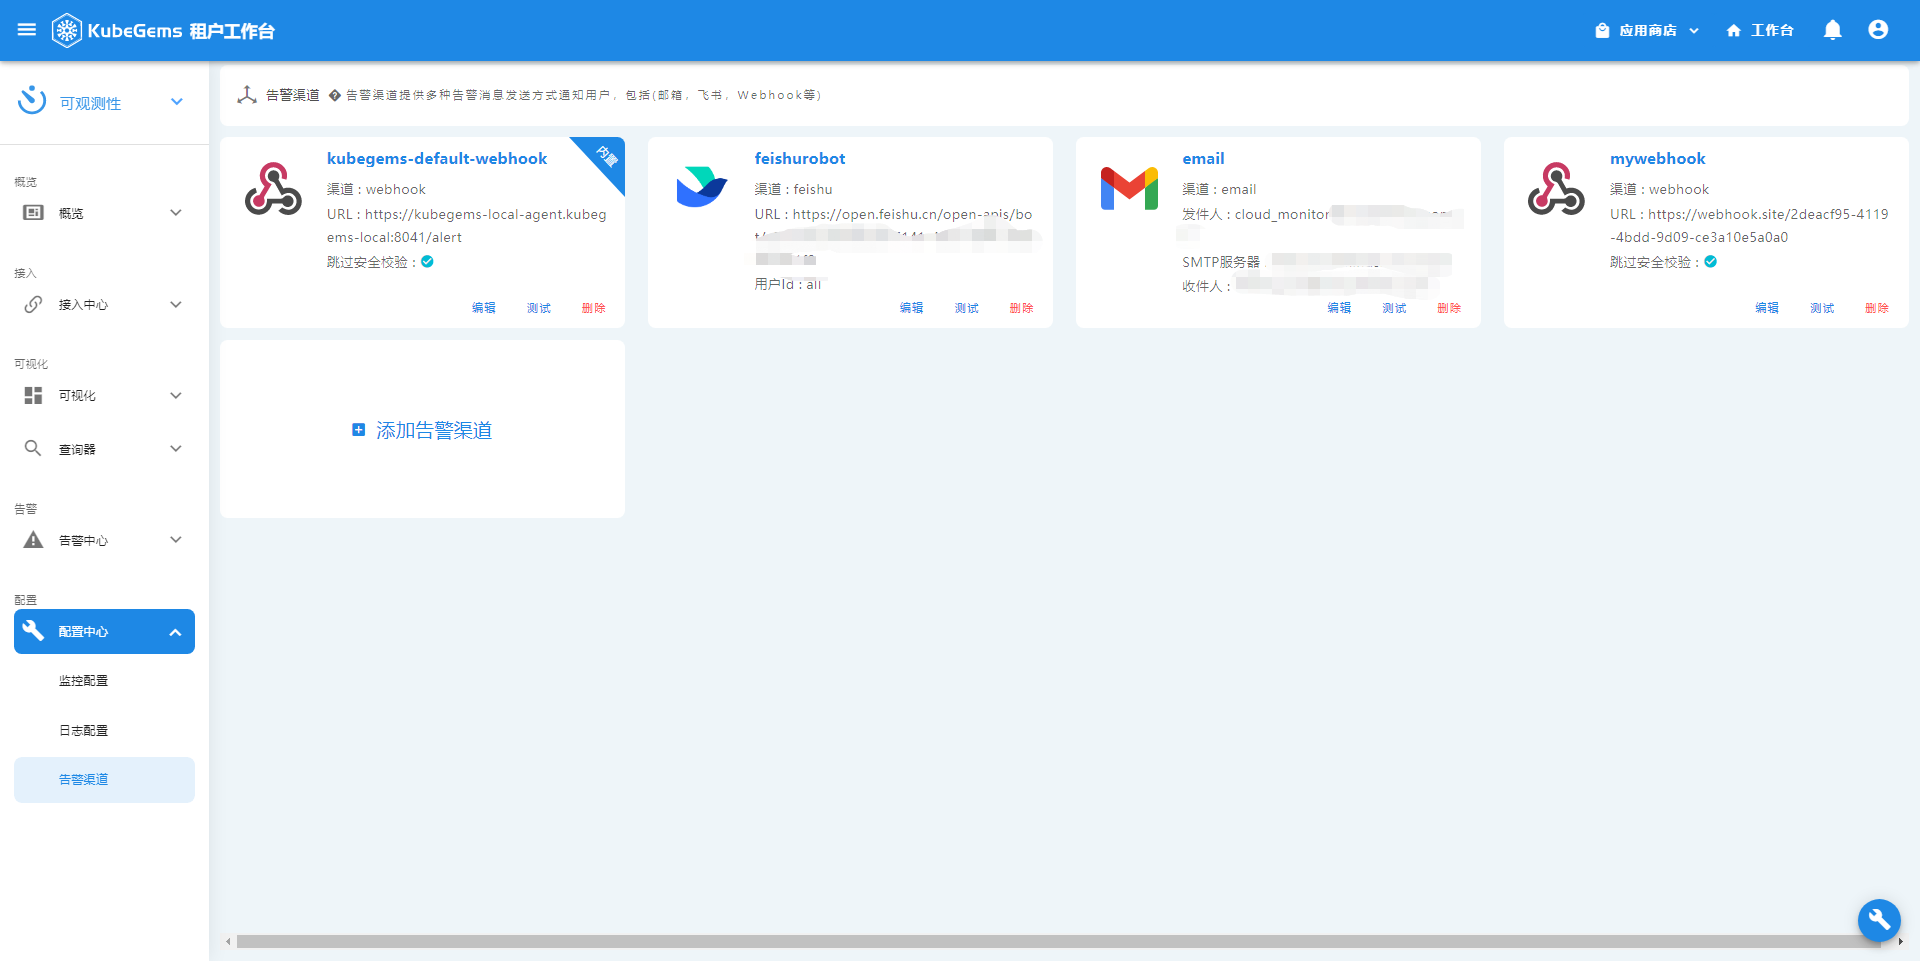 KubeGems 租户工作台
应用商店
工作台
可观测性
概览
概览
接入
接入中心
可视化
可视化
查询器
告警
告警中心
配置
配置中心
监控配置
日志配置
告警渠道
告警渠道 告警渠道提供多种告警消息发送方式通知用户，包括(邮箱，飞书，Webhook等)
kubegems-default-webhook
内置
渠道 : webhook
URL : https://kubegems-local-agent.kubeg
ems-local:8041/alert
跳过安全校验 :
编辑 测试 删除
feishurobot
渠道 : feishu
URL : https://open.feishu.cn/open-apis/bo
用户Id : all
编辑 测试 删除
email
渠道 : email
发件人 : cloud_monitor
SMTP服务器
收件人 :
编辑 测试 删除
mywebhook
渠道 : webhook
URL : https://webhook.site/2deacf95-4119
-4bdd-9d09-ce3a10e5a0a0
跳过安全校验 :
编辑 测试 删除
添加告警渠道